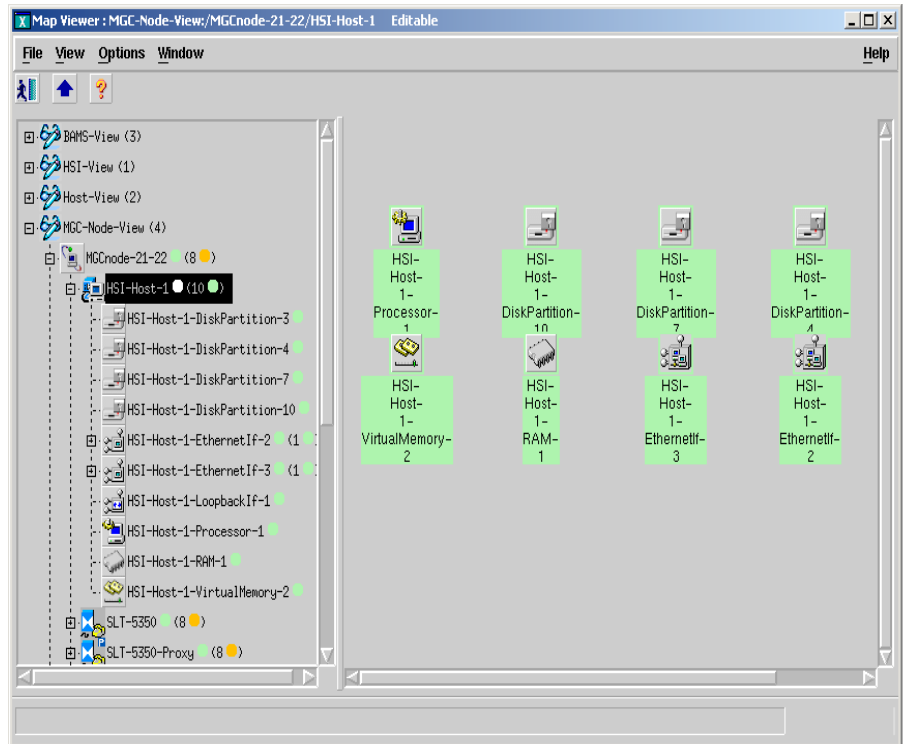 Map Viewer : MGC-Node-View:/MGCnode-21-22/HSI-Host-1 Editable
File View Options Window Help
BAMS-View (3)
HSI-View (1)
Host-View (2)
MGC-Node-View (4)
MGCnode-21-22 (8 )
HSI-Host-1 (10 )
HSI-Host-1-DiskPartition-3
HSI-Host-1-DiskPartition-4
HSI-Host-1-DiskPartition-7
HSI-Host-1-DiskPartition-10
HSI-Host-1-EthernetIf-2 (1
HSI-Host-1-EthernetIf-3 (1
HSI-Host-1-LoopbackIf-1
HSI-Host-1-Processor-1
HSI-Host-1-RAM-1
HSI-Host-1-VirtualMemory-2
SLT-5350 (8 )
SLT-5350-Proxy (8 )
HSI-
Host-
1-
Processor-
1
HSI-
Host-
1-
DiskPartition-
10
HSI-
Host-
1-
DiskPartition-
7
HSI-
Host-
1-
DiskPartition-
4
HSI-
Host-
1-
VirtualMemory-
2
HSI-
Host-
1-
RAM-
1
HSI-
Host-
1-
EthernetIf-
3
HSI-
Host-
1-
EthernetIf-
2